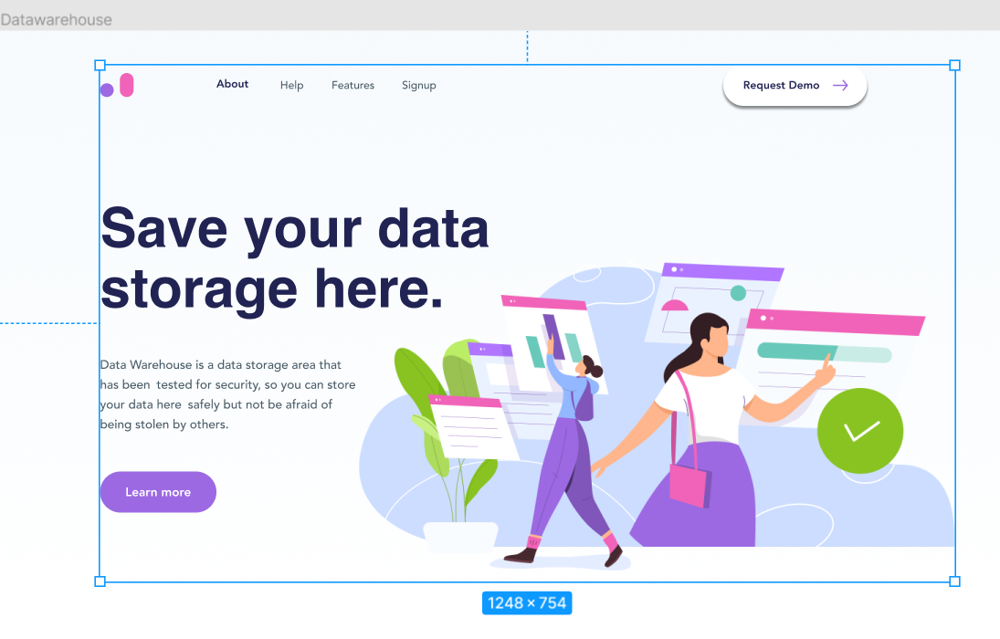 Datawarehouse
About Help Features Signup Request Demo
Save your data
storage here.
Data Warehouse is a data storage area that
has been tested for security, so you can store
your data here safely but not be afraid of
being stolen by others.
Learn more
1248 × 754